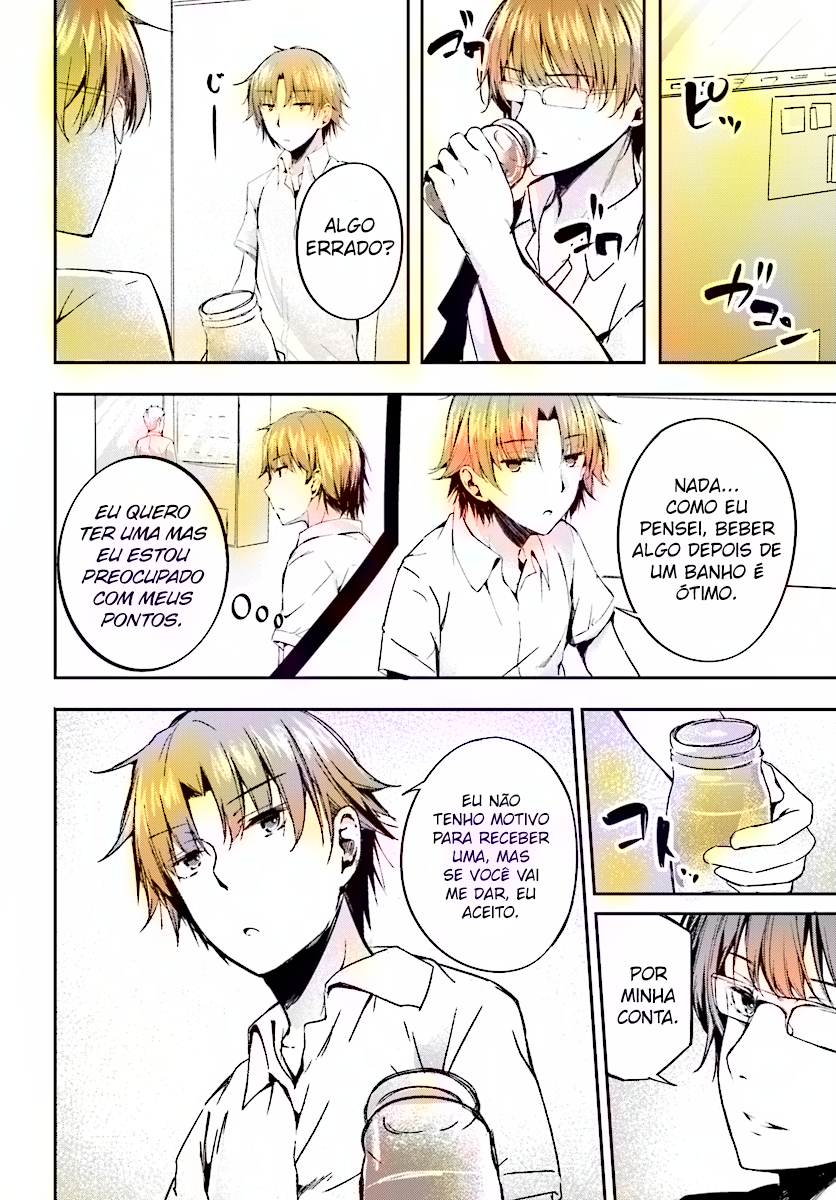 ピッ
ガコン
ゴゴ
ゴク
じー
ALGO
ERRADO?
NADA...
COMO EU
PENSEI, BEBER
ALGO DEPOIS DE
UM BANHO É
ÓTIMO.
EU QUERO
TER UMA MAS
EU ESTOU
PREOCUPADO
COM MEUS
PONTOS.
コト
POR
MINHA
CONTA.
EU NÃO
TENHO MOTIVO
PARA RECEBER
UMA, MAS
SE VOCÊ VAI
ME DAR, EU
ACEITO.